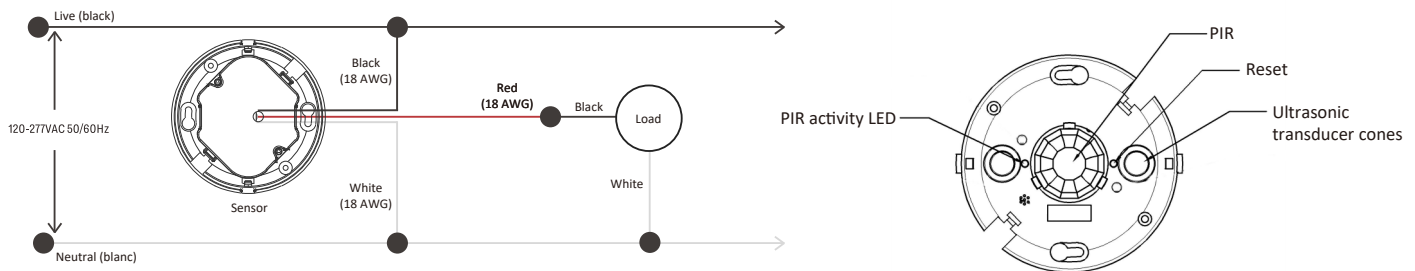 Live (black)
120-277VAC 50/60Hz
Sensor
Black
(18 AWG)
Red
(18 AWG)
Black
Load
White
(18 AWG)
White
Neutral (blanc)
PIR
Reset
PIR activity LED
Ultrasonic
transducer cones